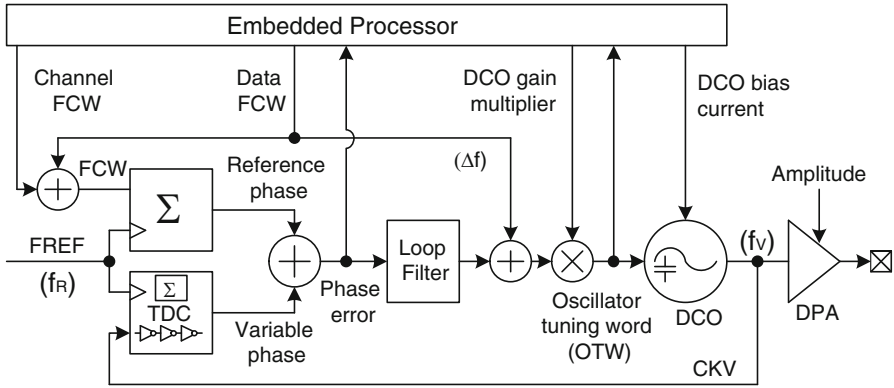 Embedded Processor
Channel
FCW
Data
FCW
DCO gain
multiplier
DCO bias
current
FCW
Reference
phase
(Δf)
Amplitude
Σ
FREF
(fR)
Loop
Filter
(fV)
Σ
TDC
Variable
phase
Phase
error
Oscillator
tuning word
(OTW)
DCO
DPA
CKV